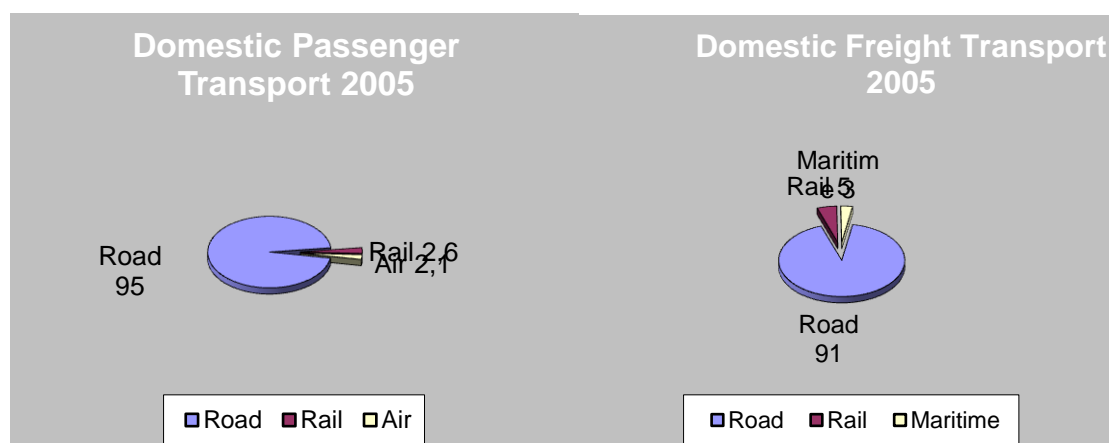 Domestic Passenger
Transport 2005
Road
95
Rail 2,6
Air 2,1
Road Rail Air
Domestic Freight Transport
2005
Maritim
e 3
Rail 5
Road
91
Road Rail Maritime